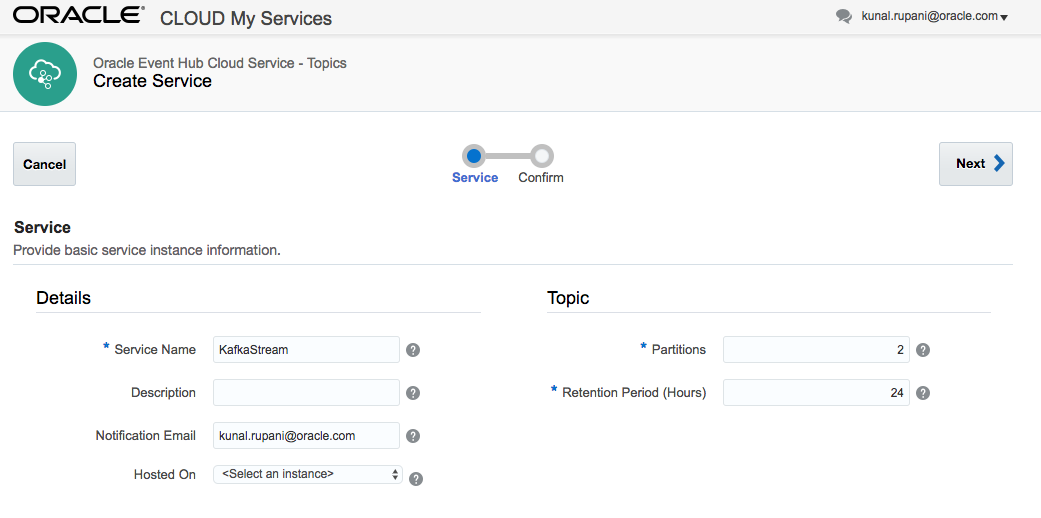 ORACLE® CLOUD My Services
kunal.rupani@oracle.com
Oracle Event Hub Cloud Service - Topics
Create Service
Cancel
Service Confirm
Next
Service
Provide basic service instance information.
Details
* Service Name KafkaStream ?
Description ?
Notification Email kunal.rupani@oracle.com ?
Hosted On <Select an instance> ?
Topic
* Partitions 2 ?
* Retention Period (Hours) 24 ?